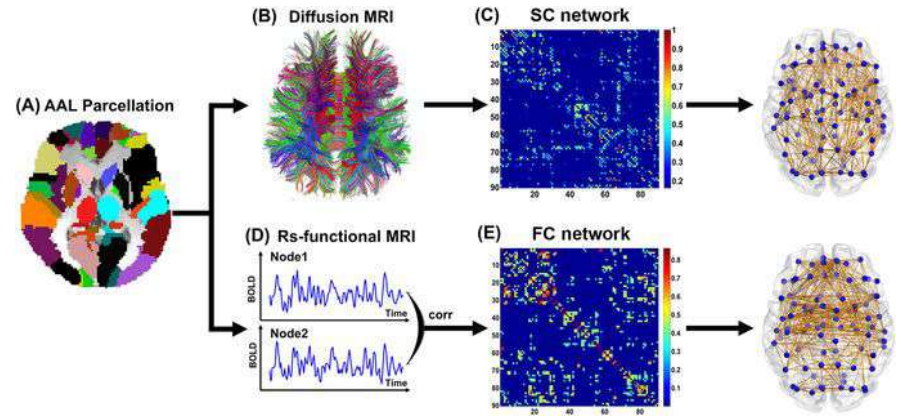 (A) AAL Parcellation
(B) Diffusion MRI
(C) SC network
10
20
30
40
50
60
70
80
90
20 40 60 80
1
0.9
0.8
0.7
0.6
0.5
0.4
0.3
0.2
(D) Rs-functional MRI
Node1
BOLD
Time
Node2
BOLD
Time
corr
(E) FC network
10
20
30
40
50
60
70
80
90
20 40 60 80
0.8
0.7
0.6
0.5
0.4
0.3
0.2
0.1